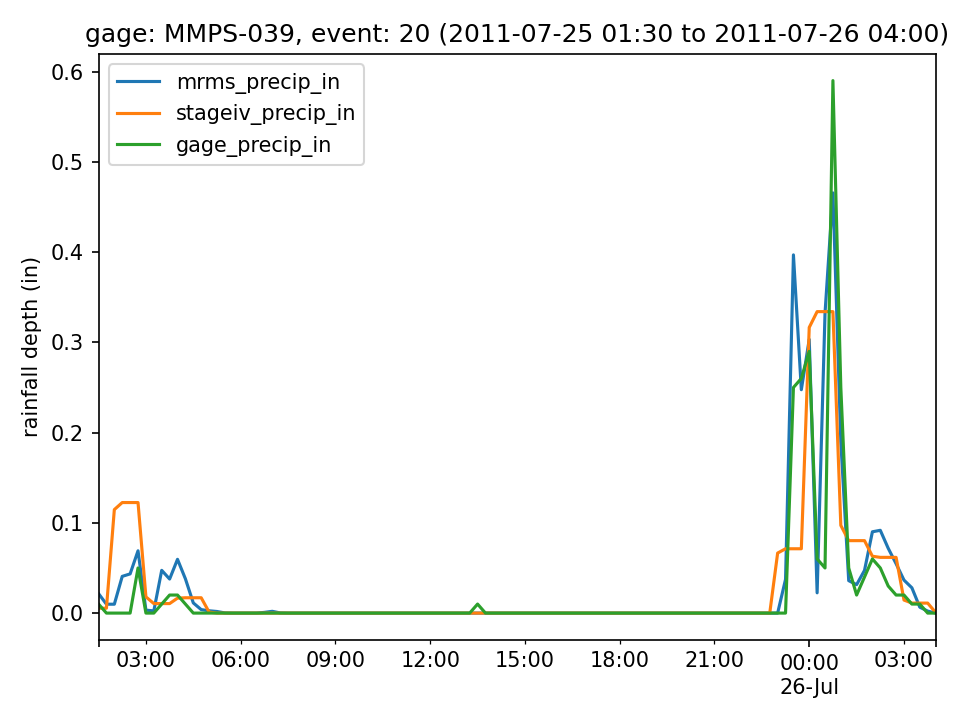 gage: MMPS-039, event: 20 (2011-07-25 01:30 to 2011-07-26 04:00)
mrms_precip_in
stageiv_precip_in
gage_precip_in
rainfall depth (in)
0.6
0.5
0.4
0.3
0.2
0.1
0.0
03:00 06:00 09:00 12:00 15:00 18:00 21:00 00:00 03:00
26-Jul